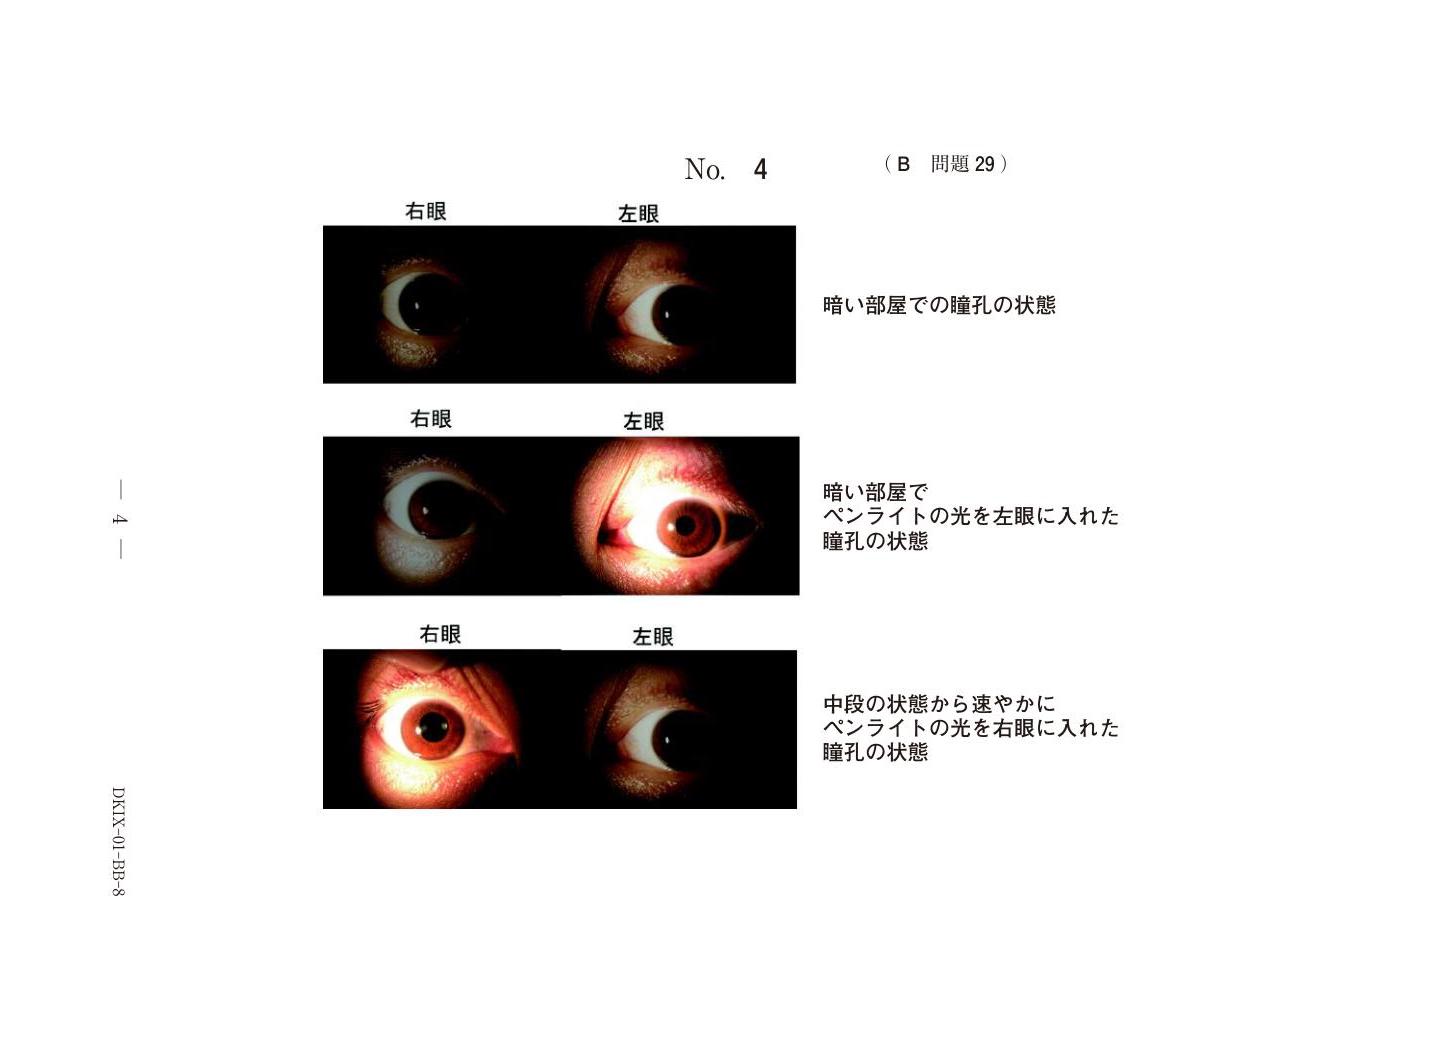 No. 4
( B 問題 29 )
右眼 左眼
暗い部屋での瞳孔の状態
右眼 左眼
暗い部屋で
ペンライトの光を左眼に入れた
瞳孔の状態
右眼 左眼
中段の状態から速やかに
ペンライトの光を右眼に入れた
瞳孔の状態
— 4 —
DKIX-01-BB-8